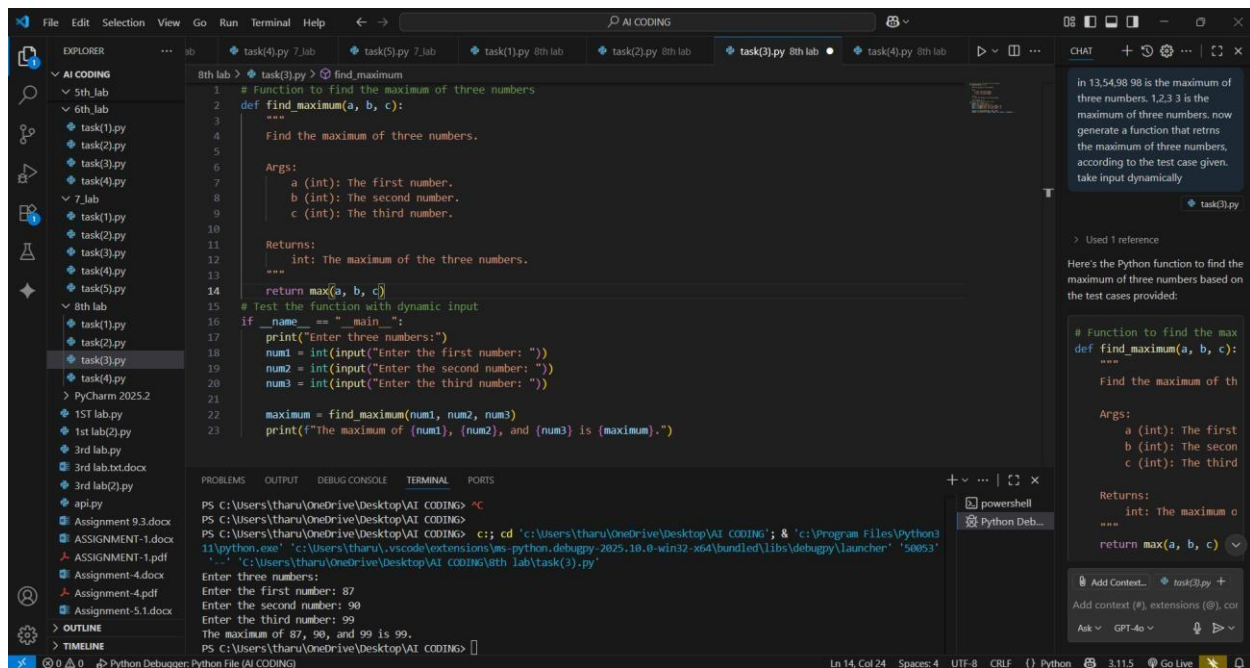 File Edit Selection View Go Run Terminal Help
AI CODING
EXPLORER
AI CODING
5th_lab
6th_lab
task(1).py
task(2).py
task(3).py
task(4).py
7_lab
task(1).py
task(2).py
task(3).py
task(4).py
task(5).py
8th lab
task(1).py
task(2).py
task(3).py
task(4).py
PyCharm 2025.2
1ST lab.py
1st lab(2).py
3rd lab.py
3rd lab.txt.docx
3rd lab(2).py
api.py
Assignment 9.3.docx
ASSIGNMENT-1.docx
ASSIGNMENT-1.pdf
Assignment-4.docx
Assignment-4.pdf
Assignment-5.1.docx
OUTLINE
TIMELINE
ab task(4).py 7_lab task(5).py 7_lab task(1).py 8th lab task(2).py 8th lab task(3).py 8th lab task(4).py 8th lab
8th lab > task(3).py > find_maximum
1 # Function to find the maximum of three numbers
2 def find_maximum(a, b, c):
3 """
4 Find the maximum of three numbers.
5
6 Args:
7 a (int): The first number.
8 b (int): The second number.
9 c (int): The third number.
10
11 Returns:
12 int: The maximum of the three numbers.
13 """
14 return max(a, b, c)
15 # Test the function with dynamic input
16 if __name__ == "__main__":
17 print("Enter three numbers:")
18 num1 = int(input("Enter the first number: "))
19 num2 = int(input("Enter the second number: "))
20 num3 = int(input("Enter the third number: "))
21
22 maximum = find_maximum(num1, num2, num3)
23 print(f"The maximum of {num1}, {num2}, and {num3} is {maximum}.")
PROBLEMS OUTPUT DEBUG CONSOLE TERMINAL PORTS
PS C:\Users\tharu\OneDrive\Desktop\AI CODING> ^C
PS C:\Users\tharu\OneDrive\Desktop\AI CODING>
PS C:\Users\tharu\OneDrive\Desktop\AI CODING> c:; cd 'c:\Users\tharu\OneDrive\Desktop\AI CODING'; & 'c:\Program Files\Python3
11\python.exe' 'c:\Users\tharu\.vscode\extensions\ms-python.debugpy-2025.10.0-win32-x64\bundled\libs\debugpy\launcher' '50053'
'--' 'C:\Users\tharu\OneDrive\Desktop\AI CODING\8th lab\task(3).py'
Enter three numbers:
Enter the first number: 87
Enter the second number: 90
Enter the third number: 99
The maximum of 87, 90, and 99 is 99.
PS C:\Users\tharu\OneDrive\Desktop\AI CODING>
powershell
Python Deb...
CHAT
in 13,54,98 98 is the maximum of
three numbers. 1,2,3 3 is the
maximum of three numbers. now
generate a function that retrns
the maximum of three numbers,
according to the test case given.
take input dynamically
task(3).py
Used 1 reference
Here's the Python function to find the
maximum of three numbers based on
the test cases provided:
# Function to find the max
def find_maximum(a, b, c):
"""
Find the maximum of th
Args:
a (int): The first
b (int): The secon
c (int): The third
Returns:
int: The maximum o
"""
return max(a, b, c)
Add Context... task(3).py +
Add context (#), extensions (@), cor
Ask GPT-4o
0 0 Python Debugger: Python File (AI CODING)
Ln 14, Col 24 Spaces: 4 UTF-8 CRLF {} Python 3.11.5 Go Live